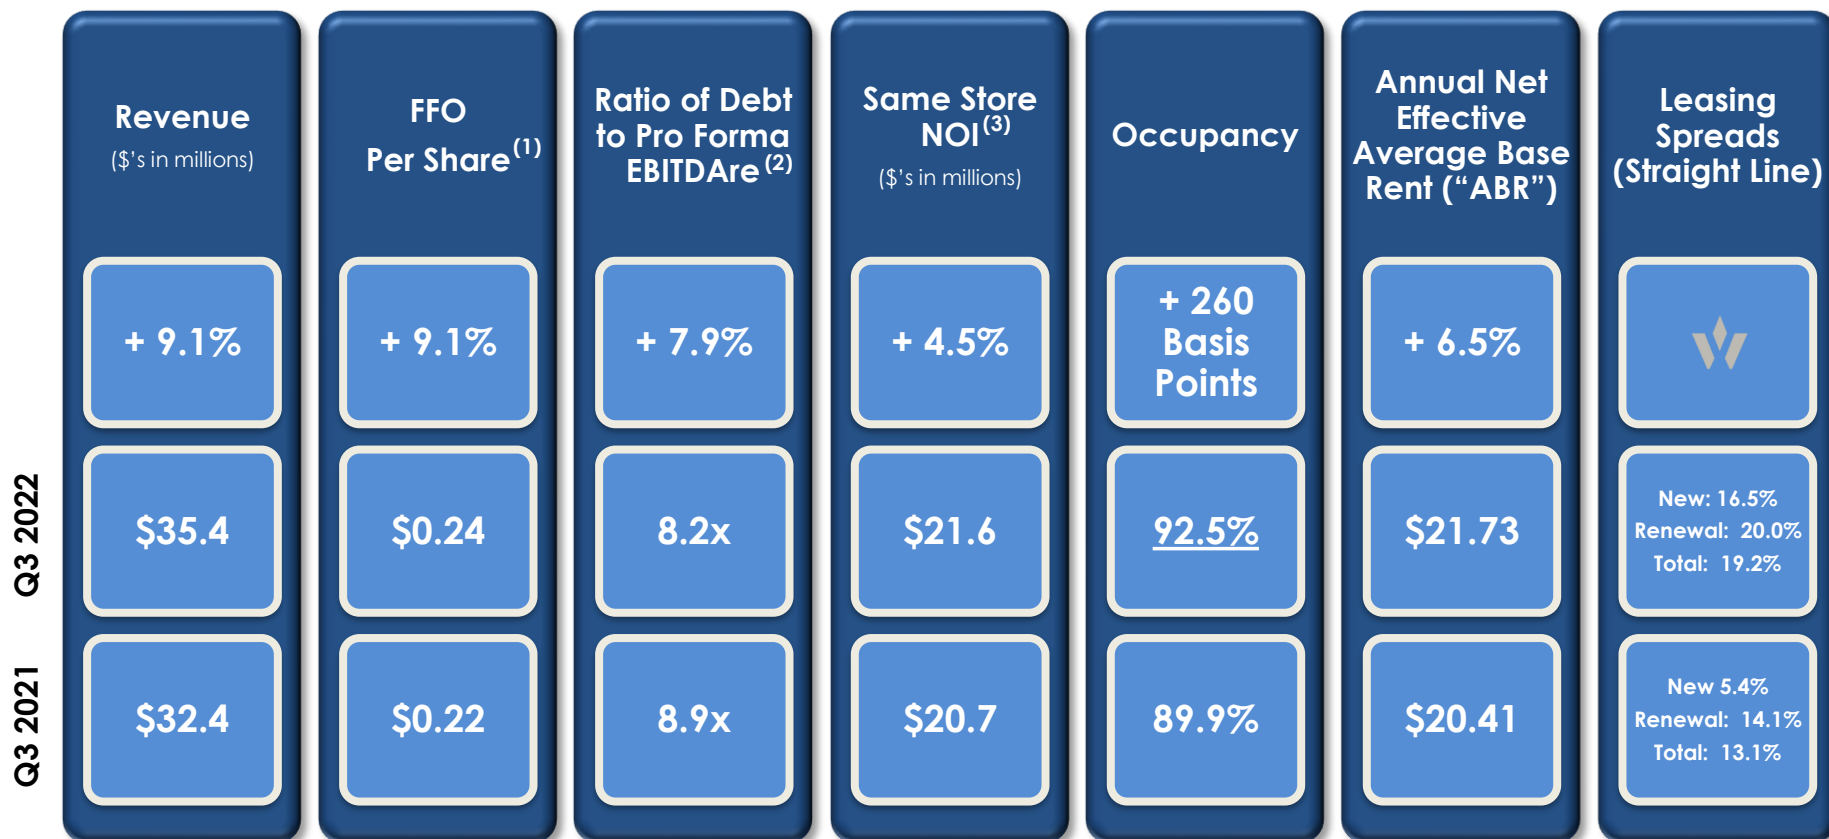 Revenue
($'s in millions)
+ 9.1%
$35.4
$32.4
FFO
Per Share(1)
+ 9.1%
$0.24
$0.22
Ratio of Debt
to Pro Forma
EBITDAre (2)
+ 7.9%
8.2x
8.9x
Same Store
NOI(3)
($'s in millions)
+ 4.5%
$21.6
$20.7
Occupancy
+ 260
Basis
Points
92.5%
89.9%
Annual Net
Effective
Average Base
Rent (“ABR”)
+ 6.5%
$21.73
$20.41
Leasing
Spreads
(Straight Line)
New: 16.5%
Renewal: 20.0%
Total: 19.2%
New 5.4%
Renewal: 14.1%
Total: 13.1%
Q3 2022
Q3 2021